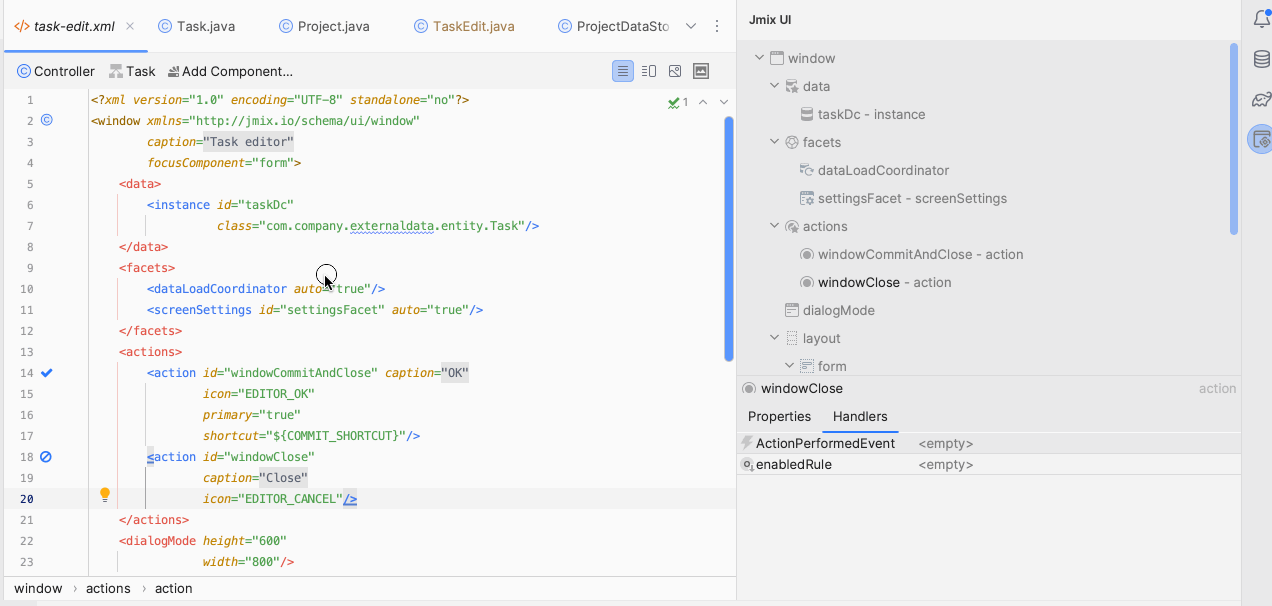 task-edit.xml Task.java Project.java TaskEdit.java ProjectDataSto
Controller Task Add Component...
1 <?xml version="1.0" encoding="UTF-8" standalone="no"?>
1
2 <window xmlns="http://jmix.io/schema/ui/window"
3 caption="Task editor"
4 focusComponent="form">
5 <data>
6 <instance id="taskDc"
7 class="com.company.externaldata.entity.Task"/>
8 </data>
9 <facets>
10 <dataLoadCoordinator auto="true"/>
11 <screenSettings id="settingsFacet" auto="true"/>
12 </facets>
13 <actions>
14 <action id="windowCommitAndClose" caption="OK"
15 icon="EDITOR_OK"
16 primary="true"
17 shortcut="${COMMIT_SHORTCUT}"/>
18 <action id="windowClose"
19 caption="Close"
20 icon="EDITOR_CANCEL"/>
21 </actions>
22 <dialogMode height="600"
23 width="800"/>
window › actions › action
Jmix UI
window
data
taskDc - instance
facets
dataLoadCoordinator
settingsFacet - screenSettings
actions
windowCommitAndClose - action
windowClose - action
dialogMode
layout
form
windowClose action
Properties Handlers
ActionPerformedEvent <empty>
enabledRule <empty>